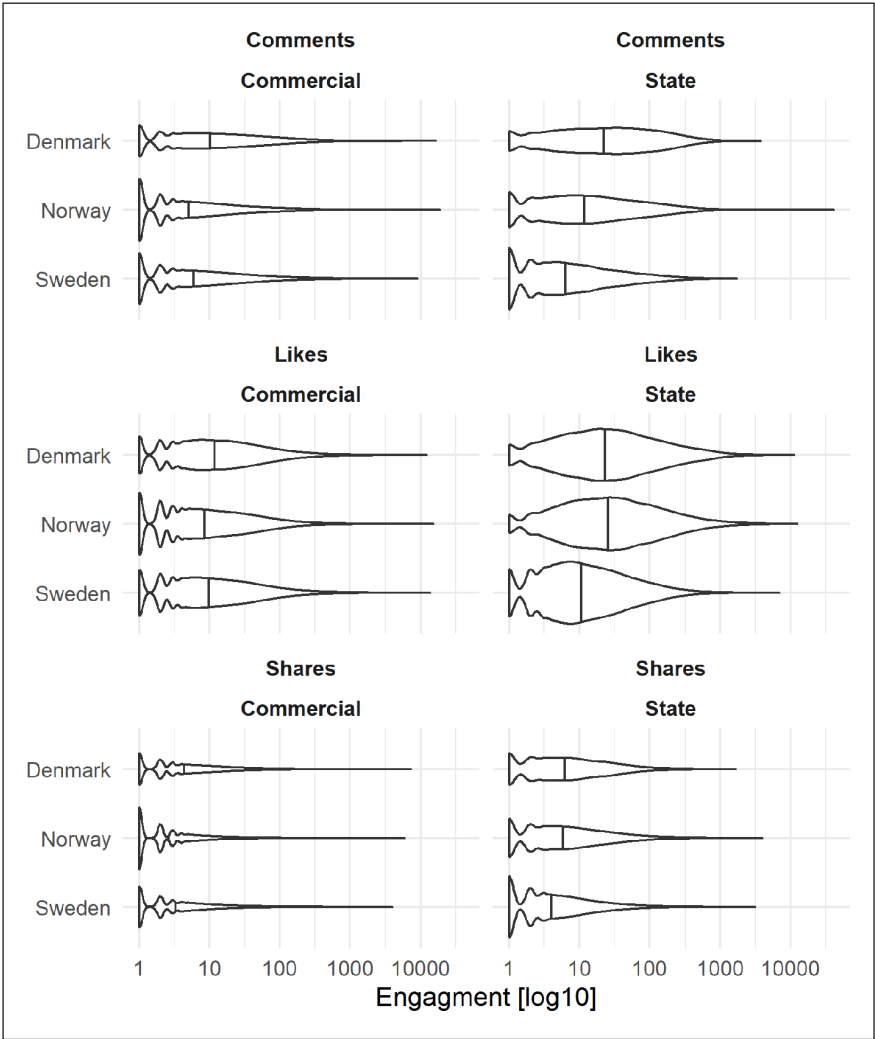 Comments Comments
Commercial State
Denmark
Norway
Sweden
Likes Likes
Commercial State
Denmark
Norway
Sweden
Shares Shares
Commercial State
Denmark
Norway
Sweden
1 10 100 1000 10000 1 10 100 1000 10000
Engagment [log10]